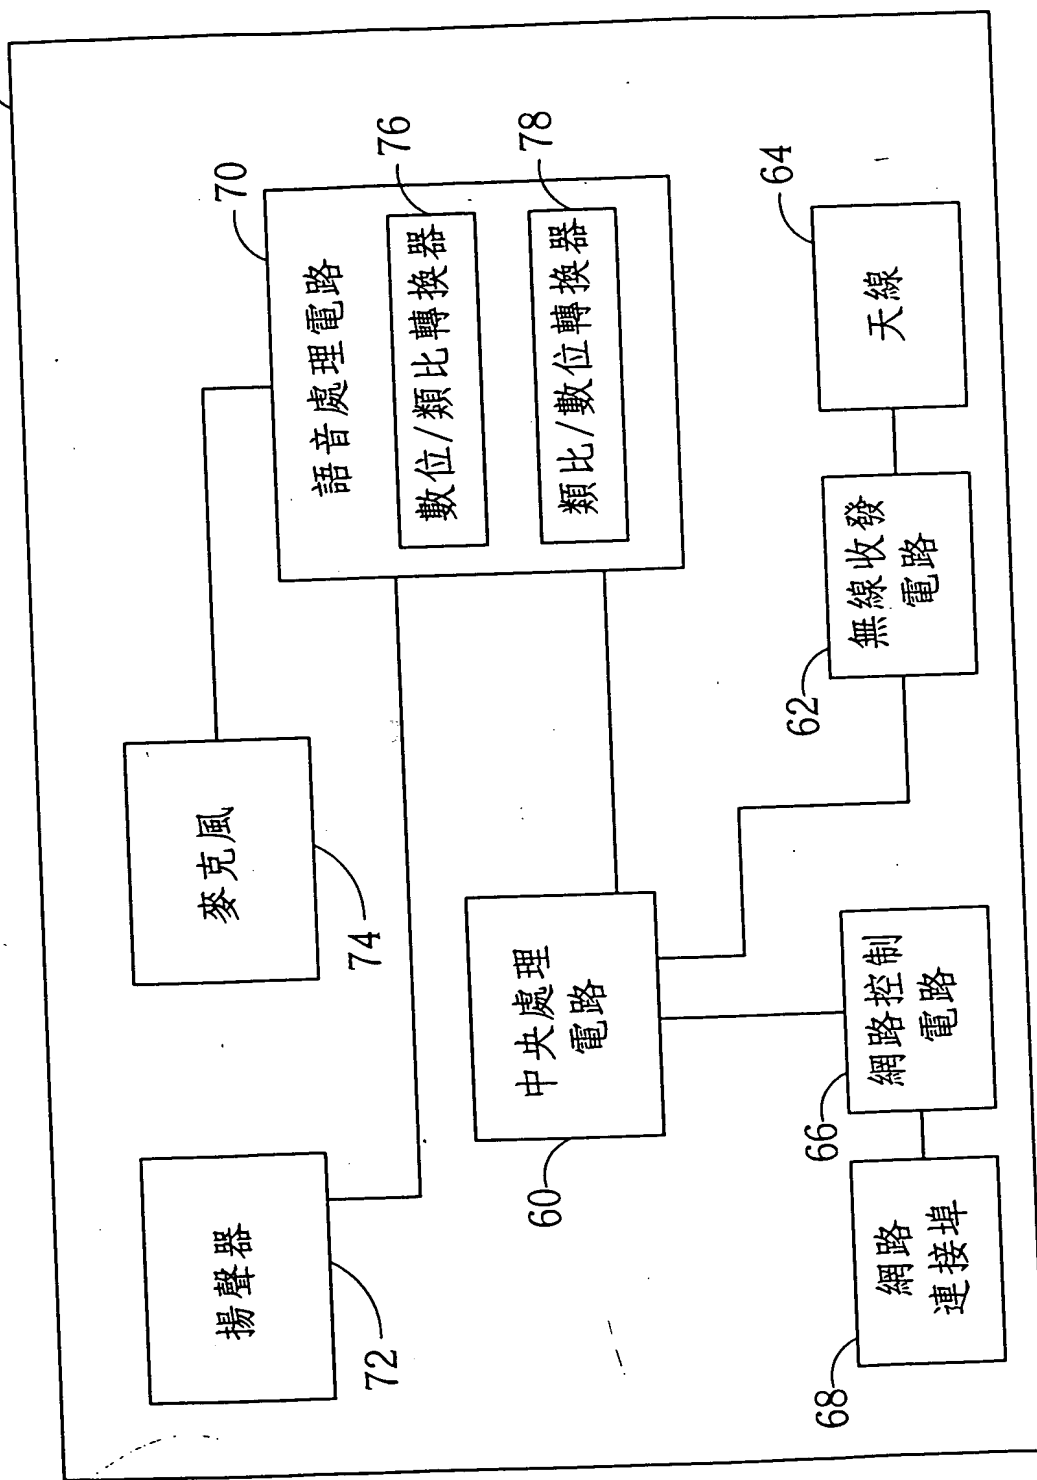 揚聲器
72
麥克風
74
70
語音處理電路
數位/類比轉換器
76
類比/數位轉換器
78
中央處理
電路
60
網路
連接埠
68
網路控制
電路
66
無線收發
電路
62
天線
64